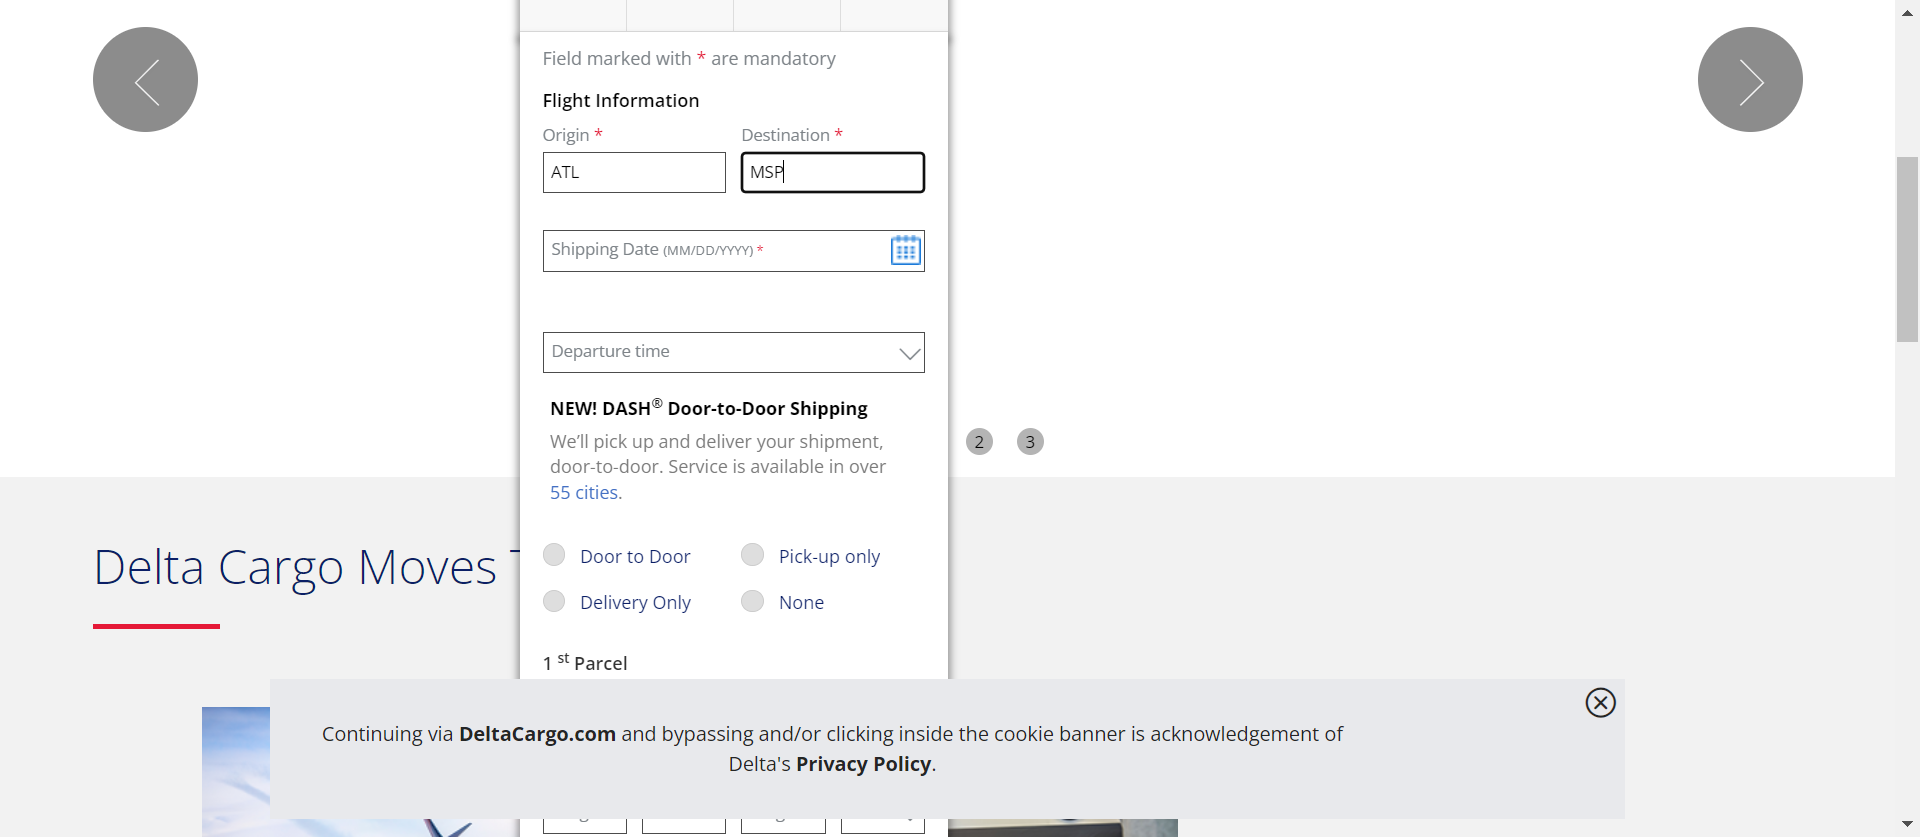 Field marked with * are mandatory
Flight Information
Origin *
Destination *
ATL
MSP
Shipping Date (MM/DD/YYYY) *
Departure time
NEW! DASH® Door-to-Door Shipping
We'll pick up and deliver your shipment,
door-to-door. Service is available in over
55 cities.
2
3
Door to Door
Pick-up only
Delivery Only
None
Delta Cargo Moves
1 st Parcel
Continuing via DeltaCargo.com and bypassing and/or clicking inside the cookie banner is acknowledgement of
Delta's Privacy Policy.